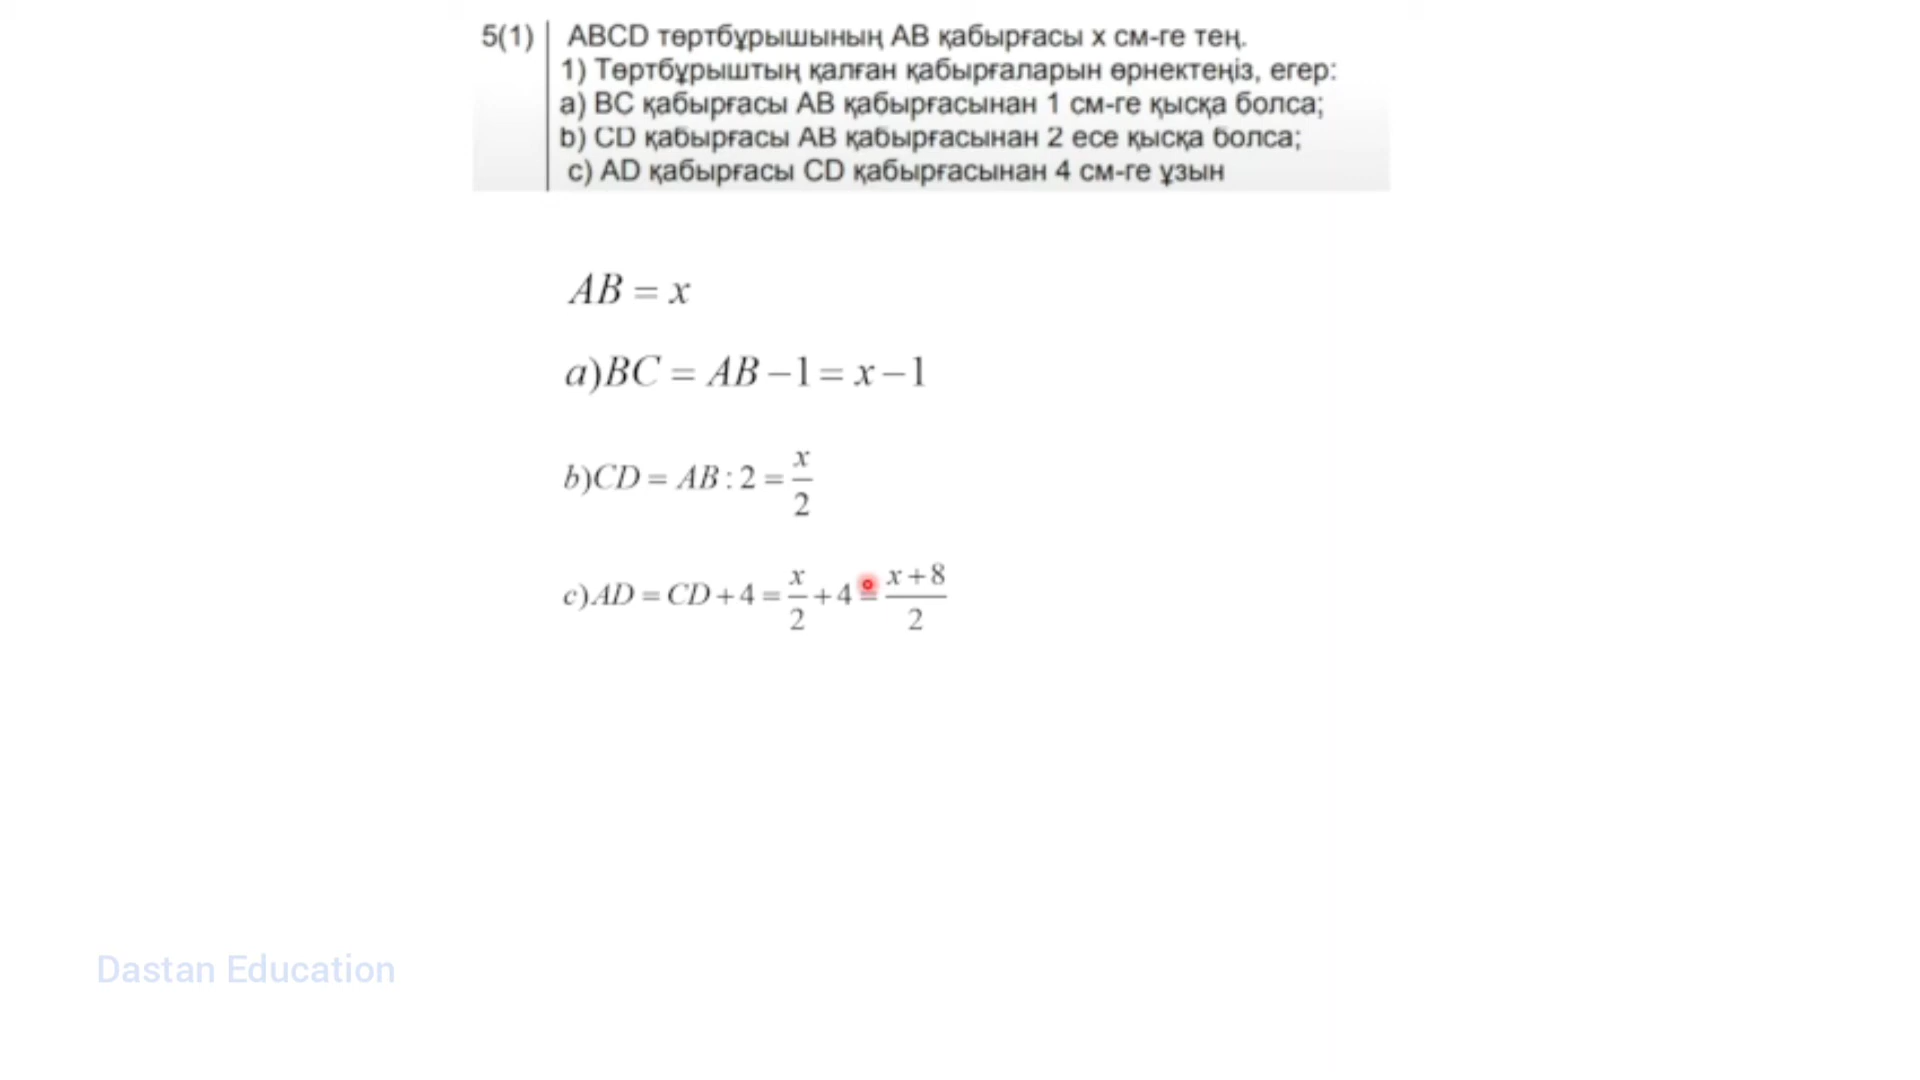 5(1) ABCD төртбұрышының AB қабырғасы x см-ге тең.
1) Төртбұрыштың қалған қабырғаларын өрнектеңіз, егер:
a) BC қабырғасы AB қабырғасынан 1 см-ге қысқа болса;
b) CD қабырғасы AB қабырғасынан 2 есе қысқа болса;
c) AD қабырғасы CD қабырғасынан 4 см-ге ұзын
AB = x
a)BC = AB – 1 = x – 1
b)CD = AB : 2 = x/2
c)AD = CD + 4 = x/2 + 4 = (x + 8)/2
Dastan Education